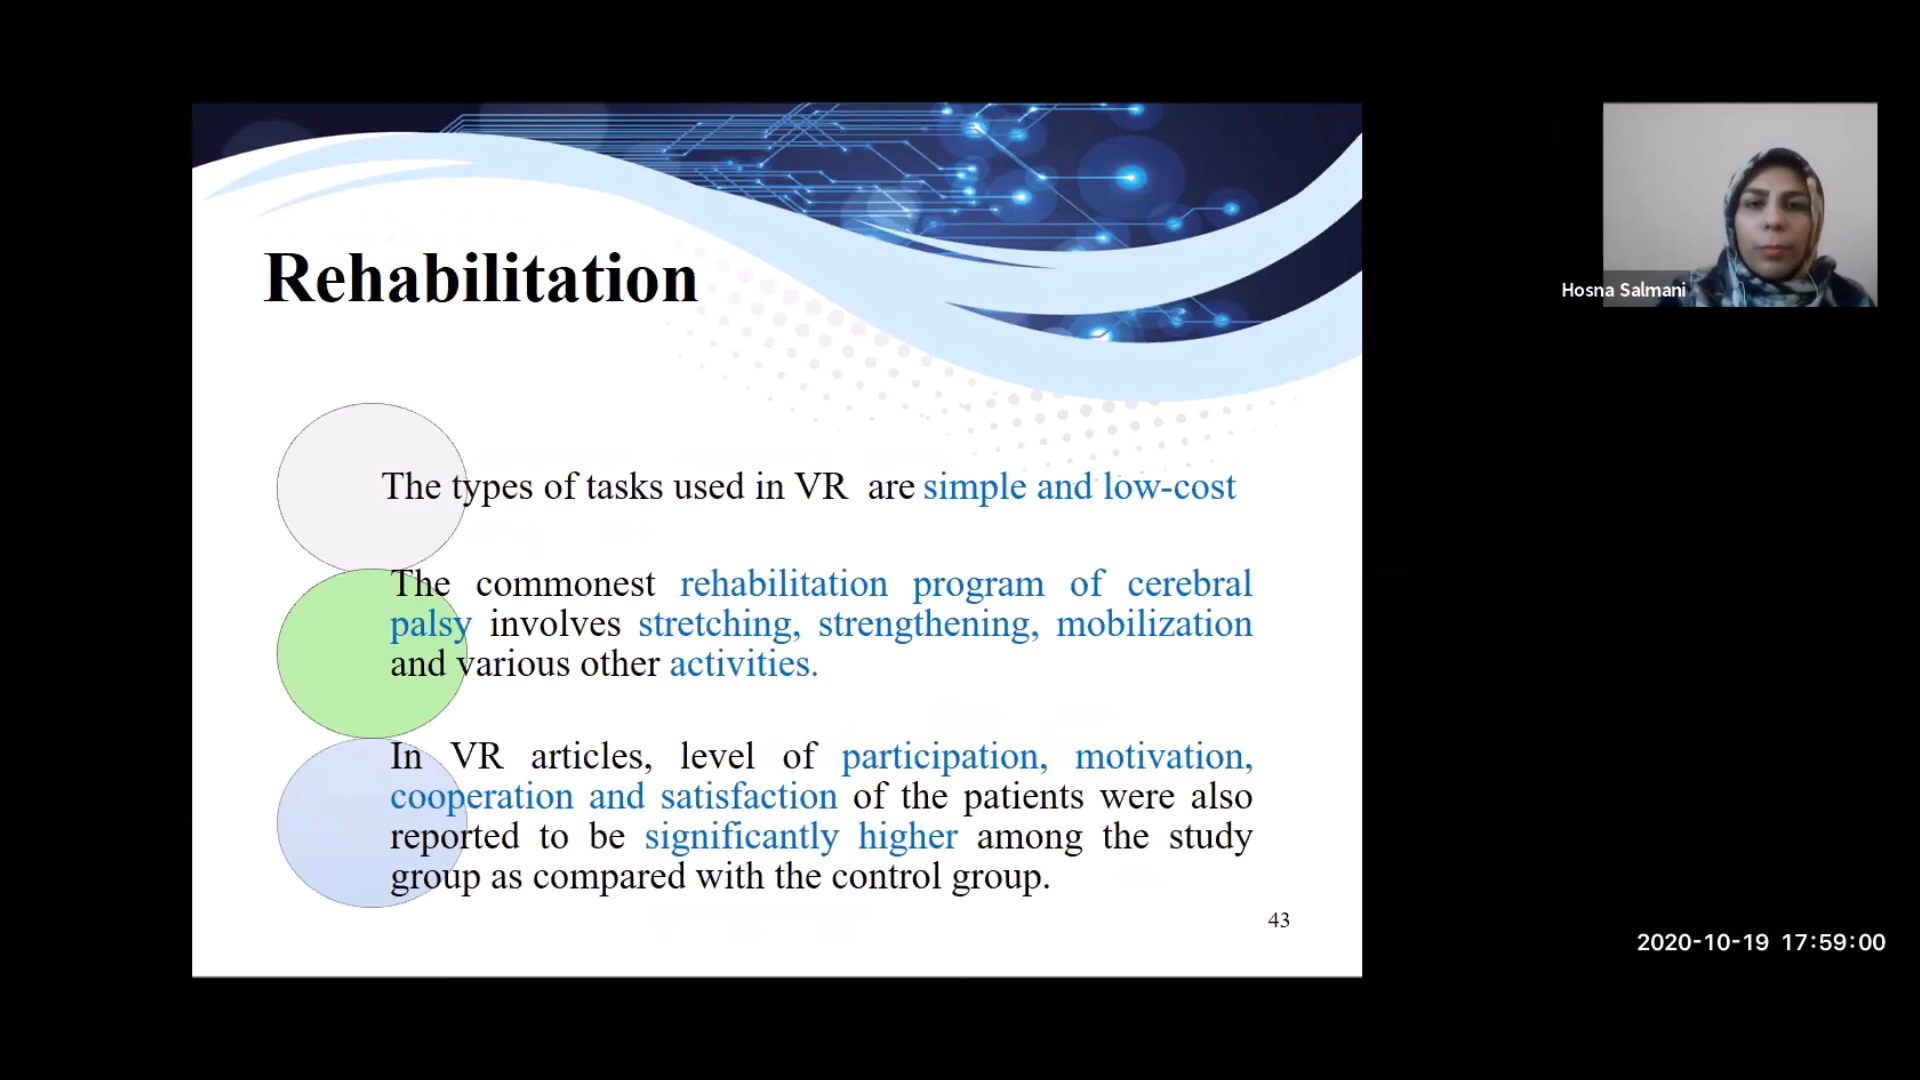 Rehabilitation
Hosna Salmani
The types of tasks used in VR are simple and low-cost
The commonest rehabilitation program of cerebral
palsy involves stretching, strengthening, mobilization
and various other activities.
In VR articles, level of participation, motivation,
cooperation and satisfaction of the patients were also
reported to be significantly higher among the study
group as compared with the control group.
43
2020-10-19 17:59:00